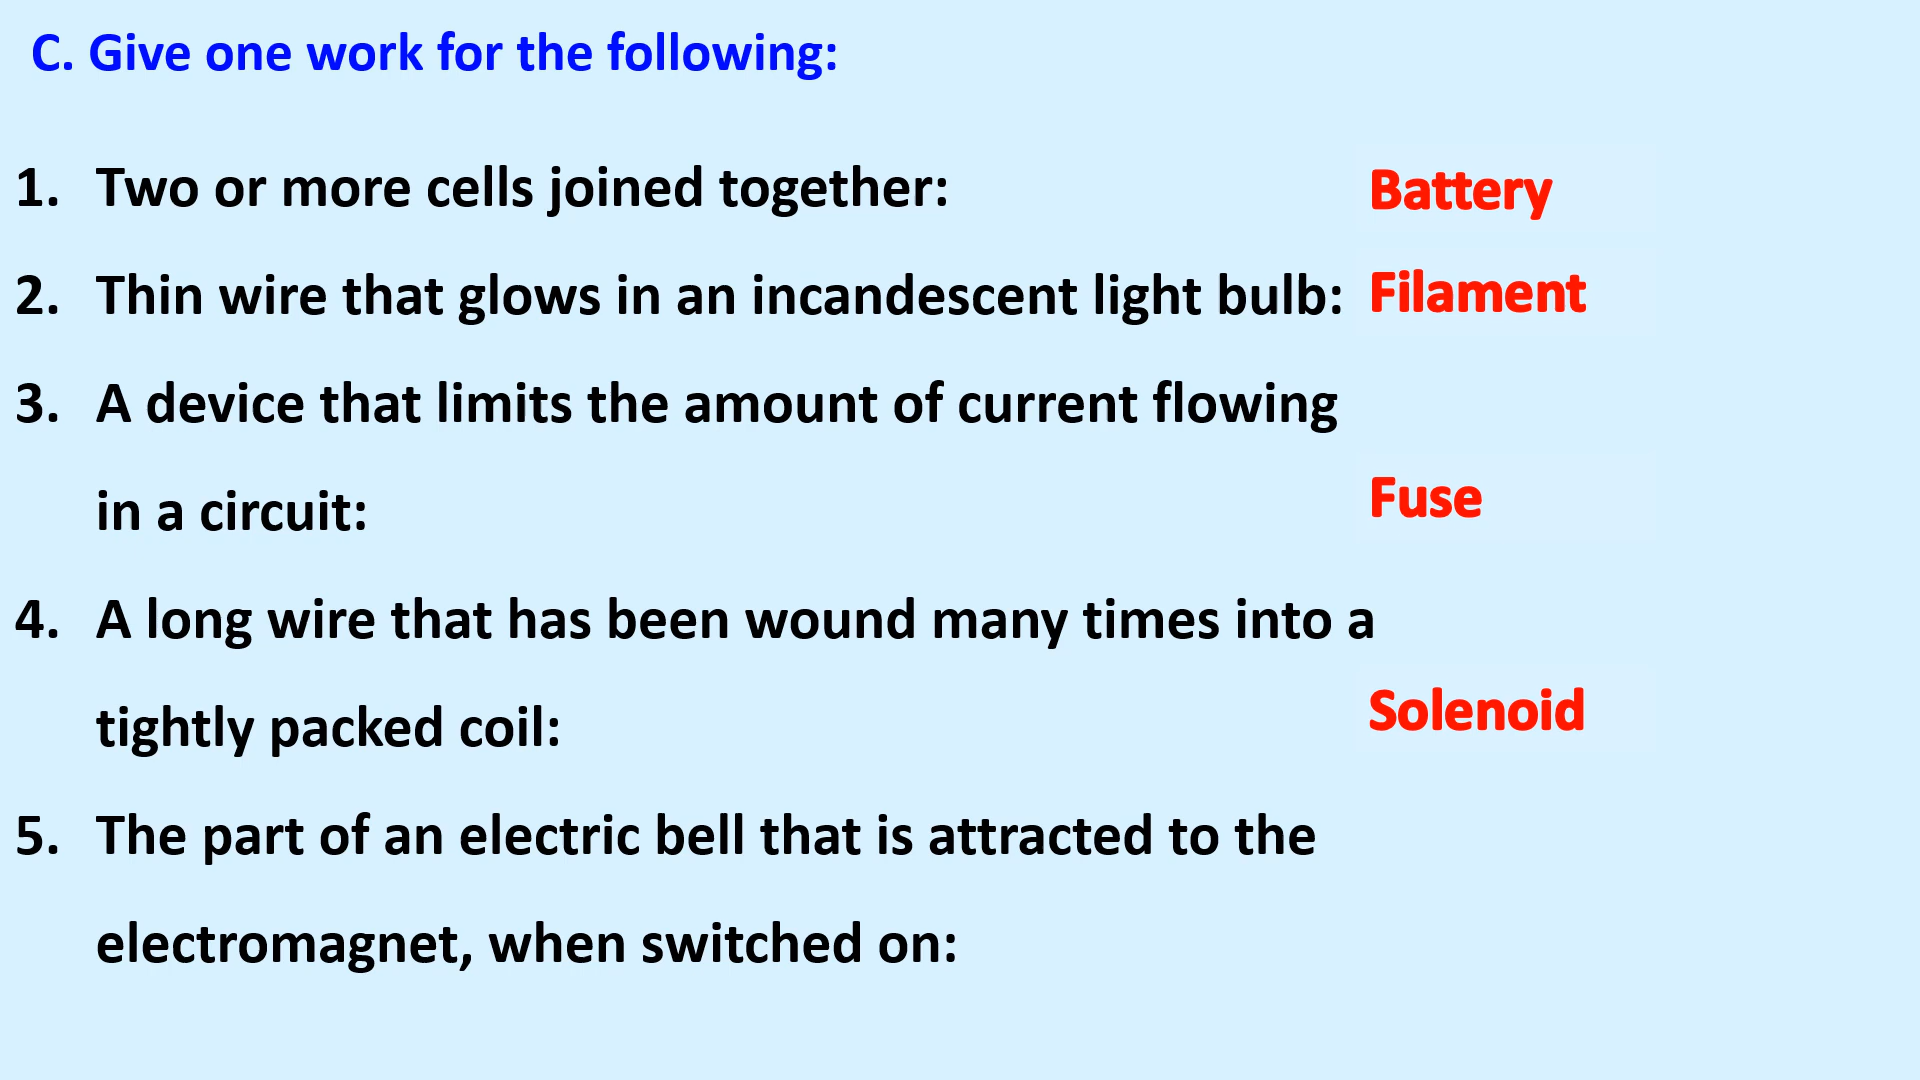 C. Give one work for the following:
1. Two or more cells joined together: Battery
2. Thin wire that glows in an incandescent light bulb: Filament
3. A device that limits the amount of current flowing
in a circuit: Fuse
4. A long wire that has been wound many times into a
tightly packed coil: Solenoid
5. The part of an electric bell that is attracted to the
electromagnet, when switched on: